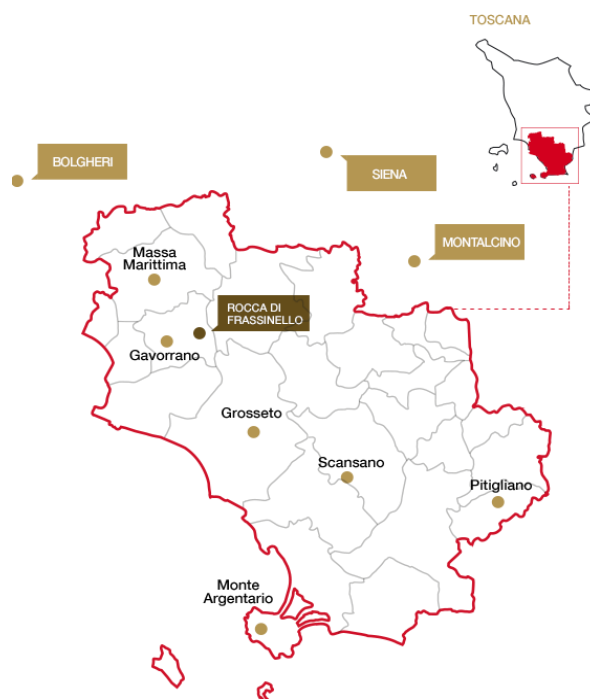 TOSCANA
BOLGHERI
SIENA
MONTALCINO
Massa
Marittima
ROCCA DI
FRASSINELLO
Gavorrano
Grosseto
Scansano
Pitigliano
Monte
Argentario